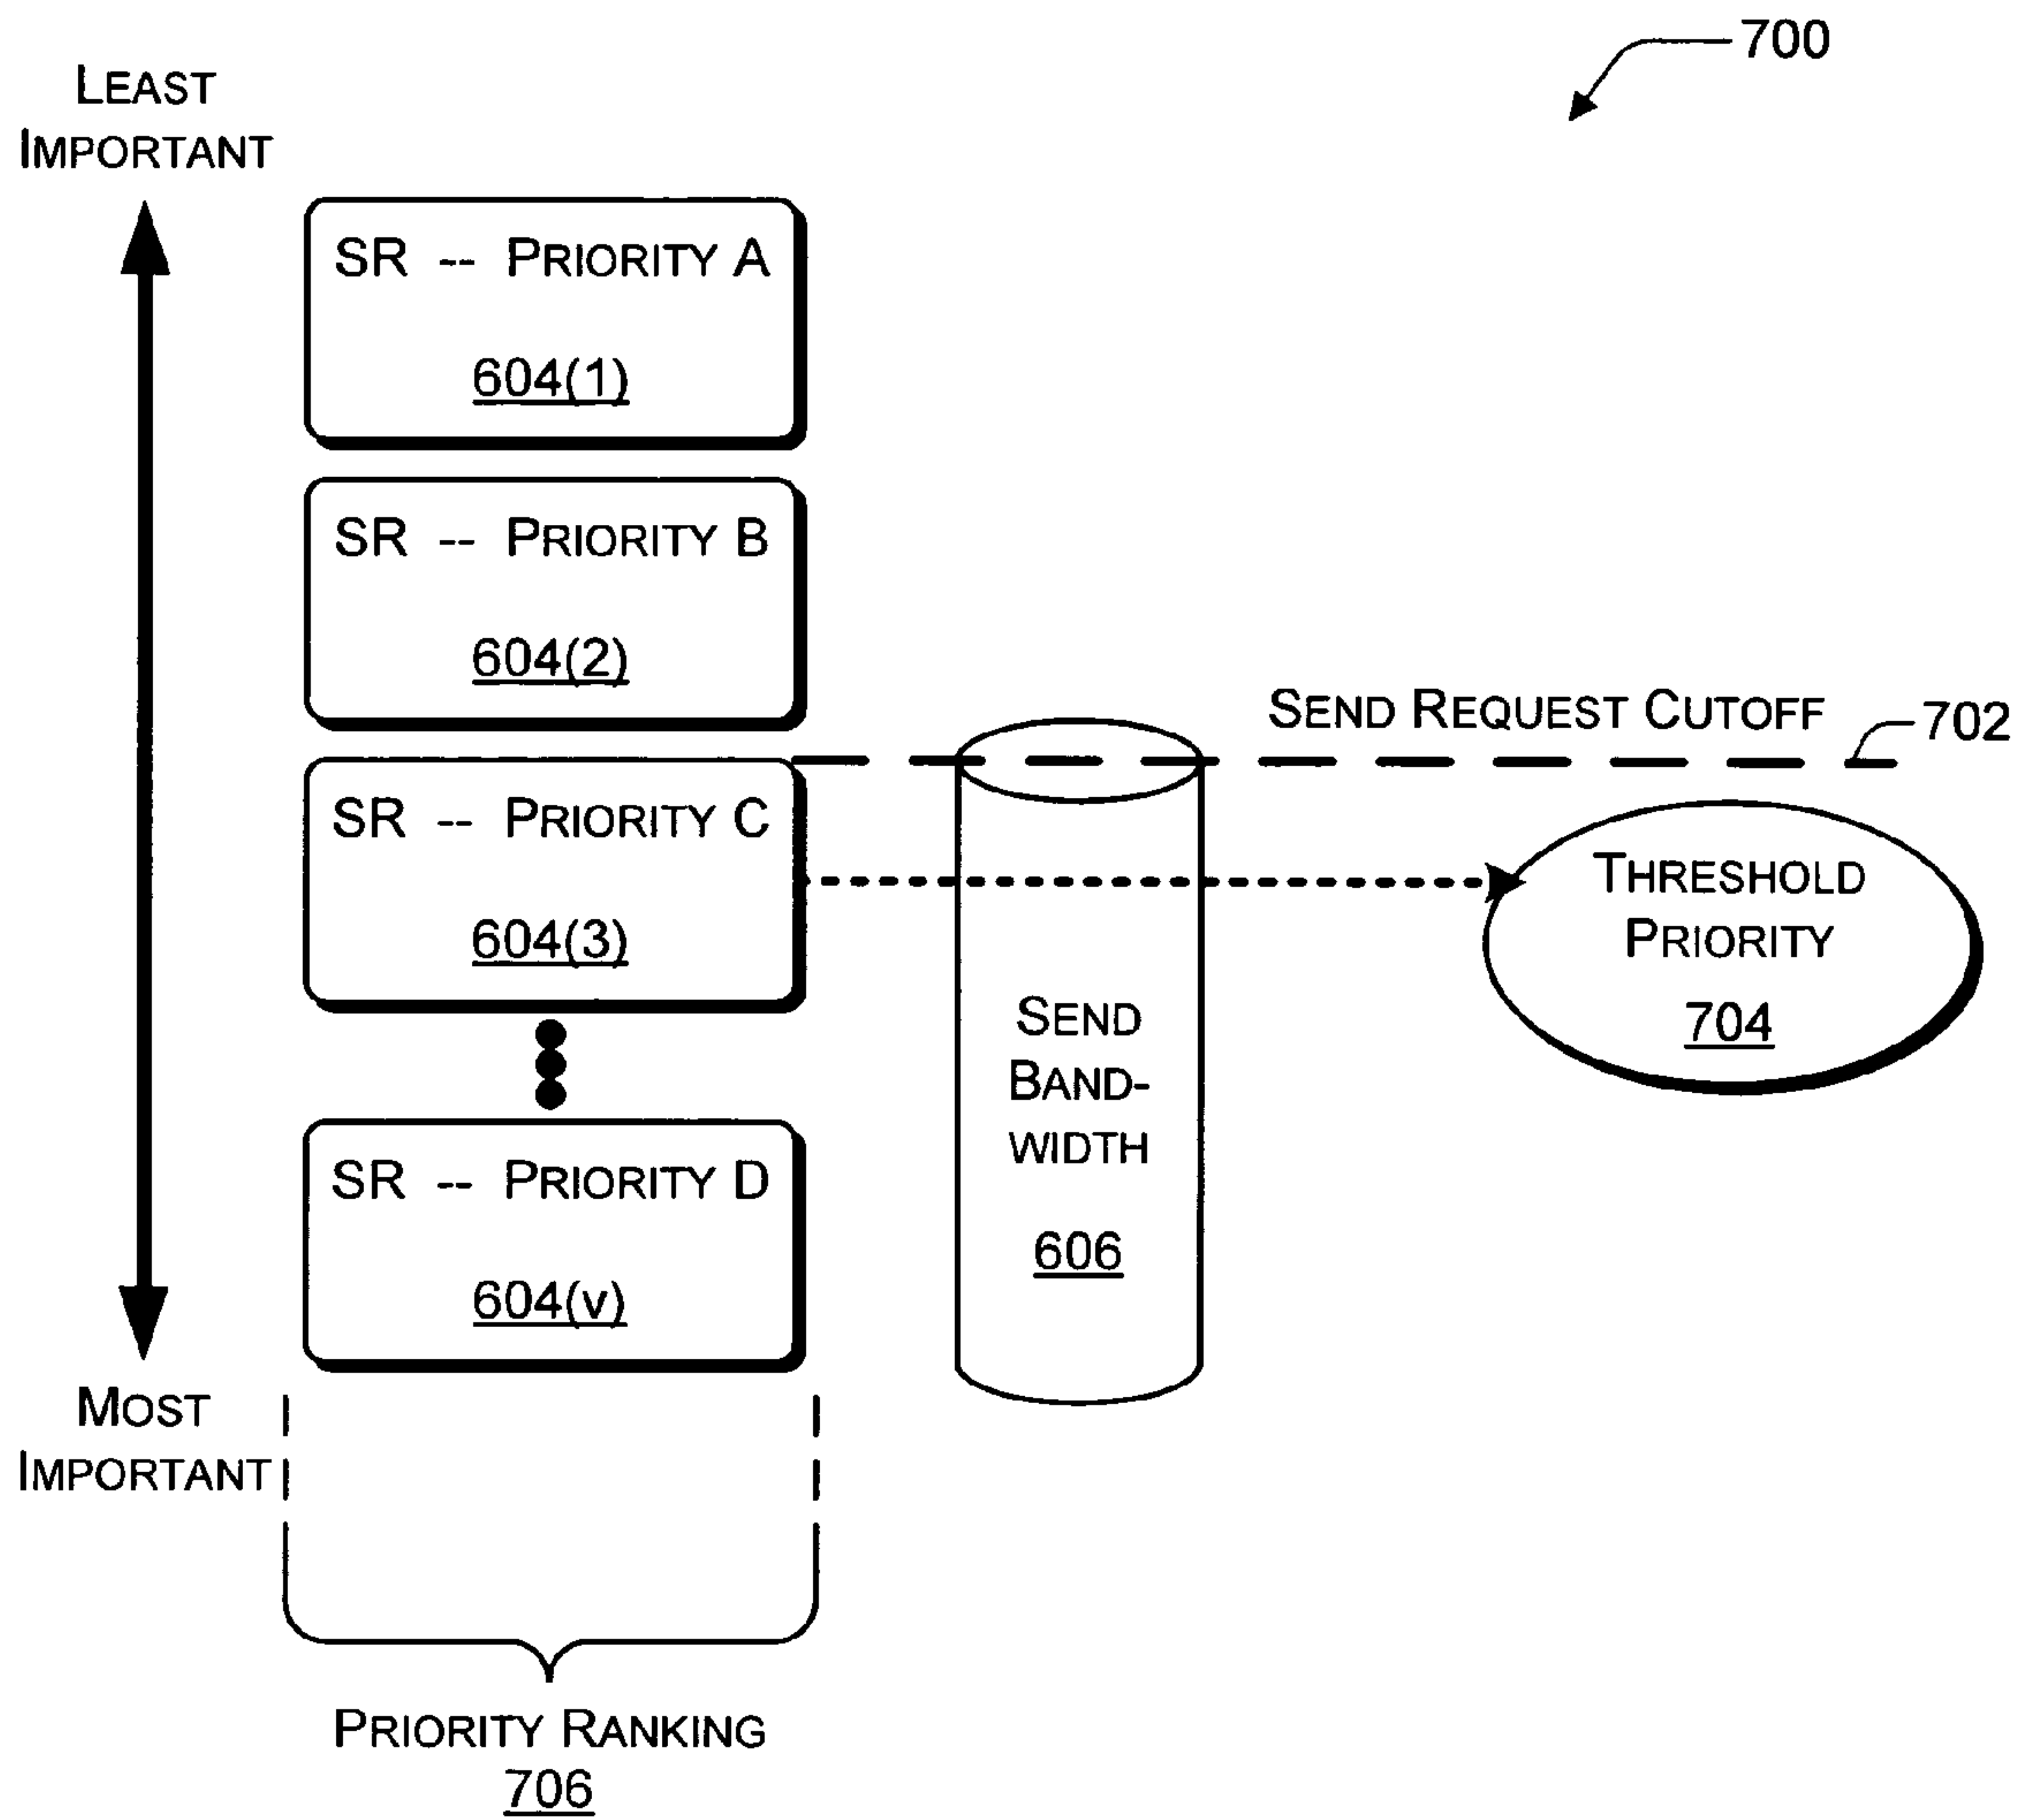 700
LEAST
IMPORTANT
SR -- PRIORITY A
604(1)
SR -- PRIORITY B
604(2)
SEND REQUEST CUTOFF
702
SR -- PRIORITY C
604(3)
THRESHOLD
PRIORITY
704
SEND
BAND-
WIDTH
606
SR -- PRIORITY D
604(v)
MOST
IMPORTANT
PRIORITY RANKING
706